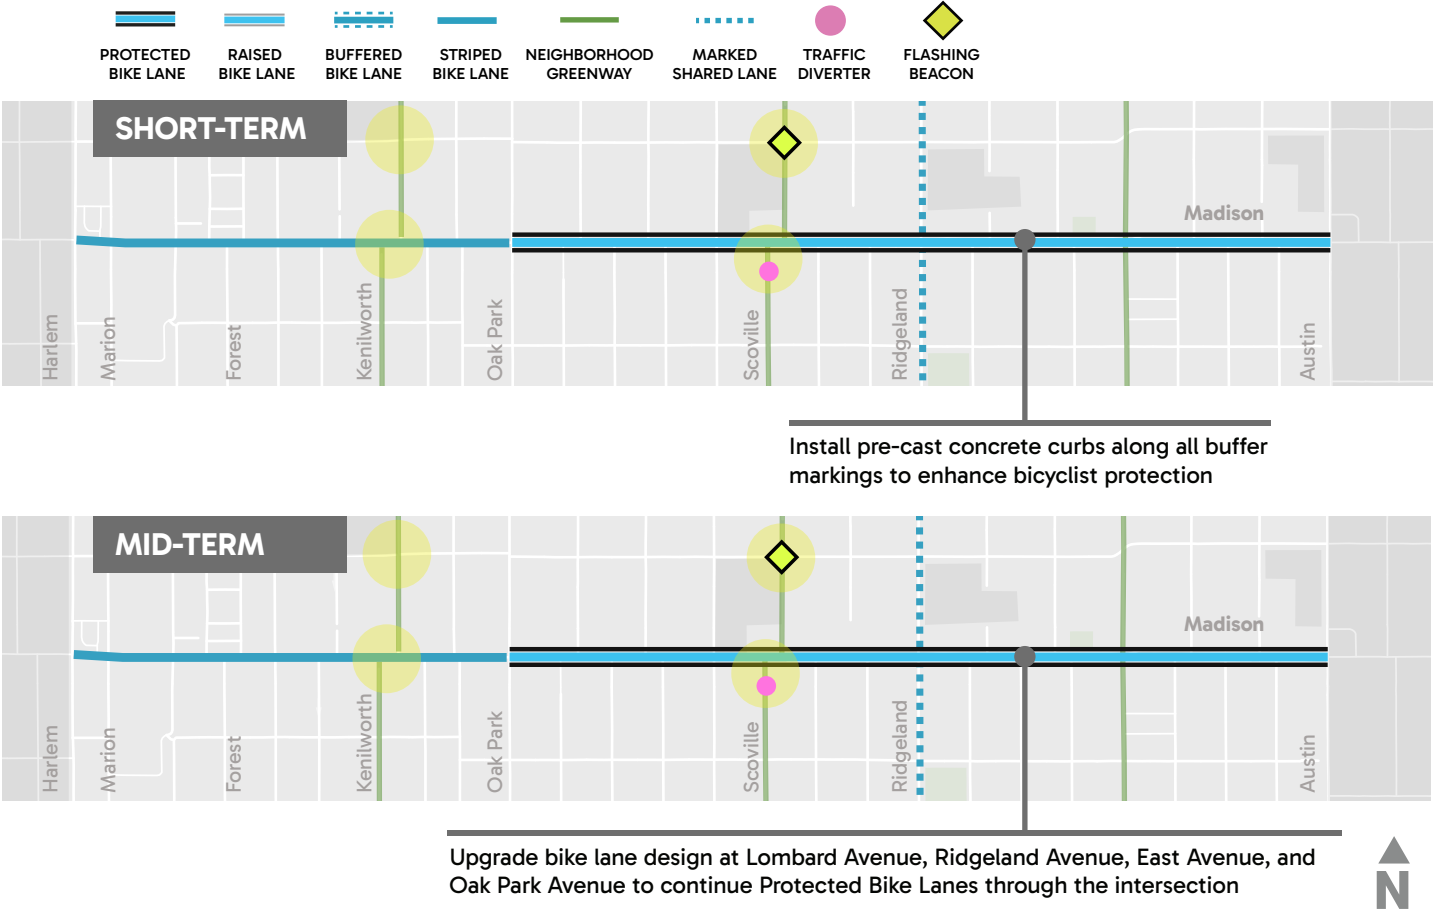 PROTECTED
BIKE LANE
RAISED
BIKE LANE
BUFFERED
BIKE LANE
STRIPED
BIKE LANE
NEIGHBORHOOD
GREENWAY
MARKED
SHARED LANE
TRAFFIC
DIVERTER
FLASHING
BEACON
SHORT-TERM
Madison
Harlem
Marion
Forest
Kenilworth
Oak Park
Scoville
Ridgeland
Austin
Install pre-cast concrete curbs along all buffer
markings to enhance bicyclist protection
MID-TERM
Madison
Harlem
Marion
Forest
Kenilworth
Oak Park
Scoville
Ridgeland
Austin
Upgrade bike lane design at Lombard Avenue, Ridgeland Avenue, East Avenue, and
Oak Park Avenue to continue Protected Bike Lanes through the intersection
N